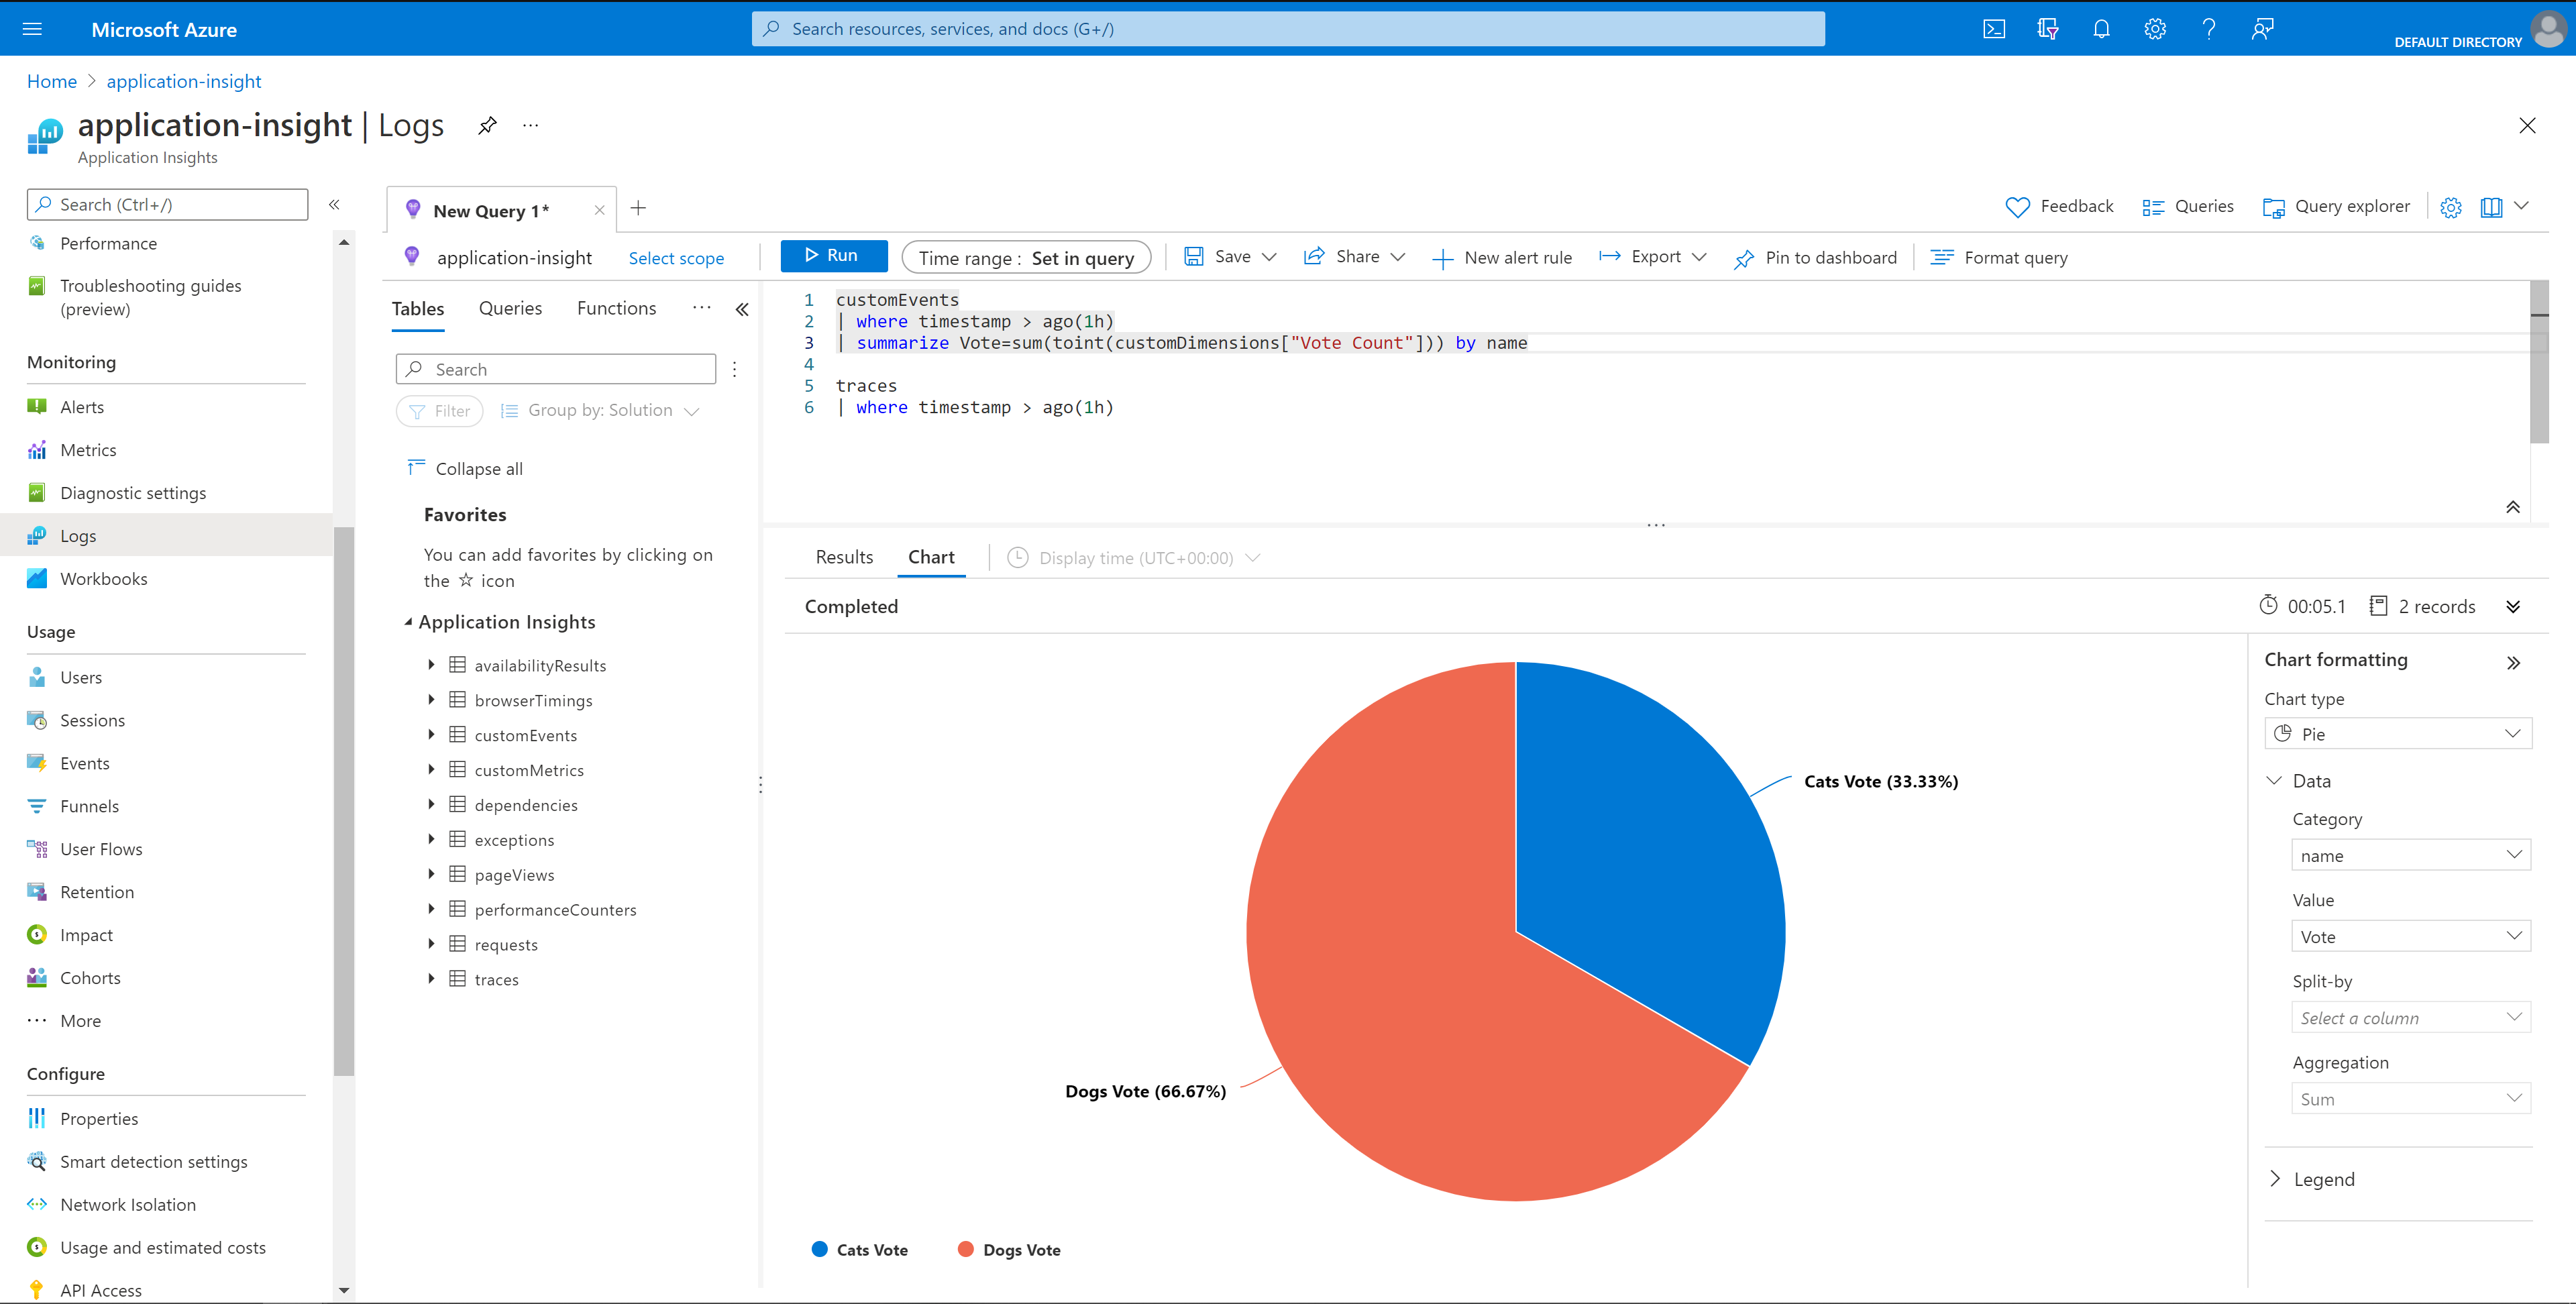 Microsoft Azure
Search resources, services, and docs (G+/)
DEFAULT DIRECTORY
Home > application-insight
application-insight | Logs
Application Insights
Search (Ctrl+/)
Performance
Troubleshooting guides
(preview)
Monitoring
Alerts
Metrics
Diagnostic settings
Logs
Workbooks
Usage
Users
Sessions
Events
Funnels
User Flows
Retention
Impact
Cohorts
More
Configure
Properties
Smart detection settings
Network Isolation
Usage and estimated costs
API Access
New Query 1*
Feedback
Queries
Query explorer
application-insight
Select scope
Run
Time range : Set in query
Save
Share
New alert rule
Export
Pin to dashboard
Format query
Tables
Queries
Functions
Search
Filter
Group by: Solution
Collapse all
Favorites
You can add favorites by clicking on
the ☆ icon
Application Insights
availabilityResults
browserTimings
customEvents
customMetrics
dependencies
exceptions
pageViews
performanceCounters
requests
traces
1 customEvents
2 | where timestamp > ago(1h)
3 | summarize Vote=sum(toint(customDimensions["Vote Count"])) by name
4
5 traces
6 | where timestamp > ago(1h)
Results
Chart
Display time (UTC+00:00)
Completed
00:05.1
2 records
Cats Vote (33.33%)
Dogs Vote (66.67%)
Cats Vote
Dogs Vote
Chart formatting
Chart type
Pie
Data
Category
name
Value
Vote
Split-by
Select a column
Aggregation
Sum
Legend